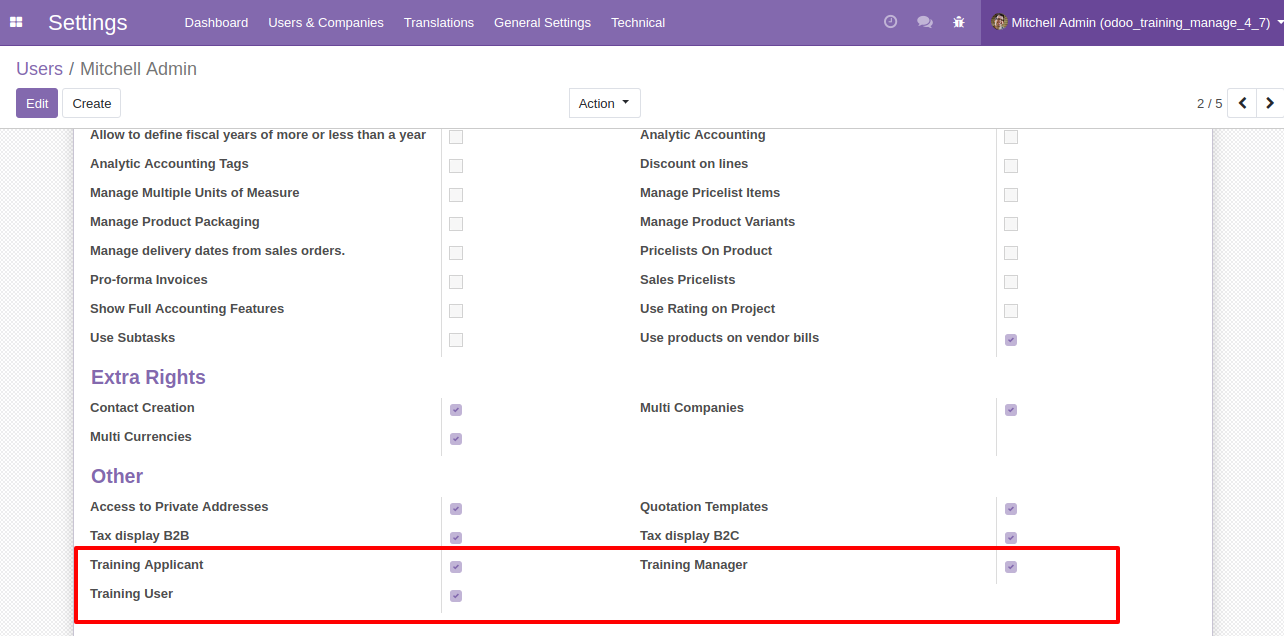 Settings Dashboard Users & Companies Translations General Settings Technical Mitchell Admin (odoo_training_manage_4_7)
Users / Mitchell Admin
Edit Create Action 2 / 5
Allow to define fiscal years of more or less than a year Analytic Accounting
Analytic Accounting Tags Discount on lines
Manage Multiple Units of Measure Manage Pricelist Items
Manage Product Packaging Manage Product Variants
Manage delivery dates from sales orders. Pricelists On Product
Pro-forma Invoices Sales Pricelists
Show Full Accounting Features Use Rating on Project
Use Subtasks Use products on vendor bills
Extra Rights
Contact Creation Multi Companies
Multi Currencies
Other
Access to Private Addresses Quotation Templates
Tax display B2B Tax display B2C
Training Applicant Training Manager
Training User